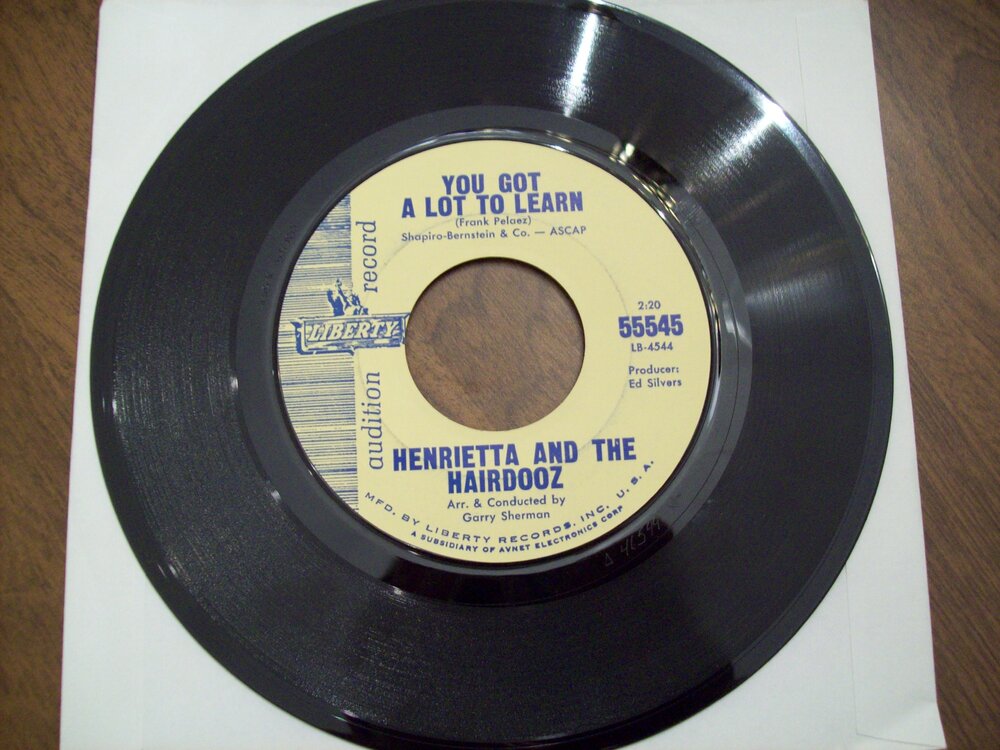 YOU GOT
A LOT TO LEARN
(Frank Pelaez)
Shapiro-Bernstein & Co. — ASCAP
audition record
LIBERTY
2:20
55545
LB-4544
Producer:
Ed Silvers
HENRIETTA AND THE
HAIRDOOZ
Arr. & Conducted by
Garry Sherman
MFD. BY LIBERTY RECORDS, INC. U. S. A.
A SUBSIDIARY OF AVNET ELECTRONICS CORP